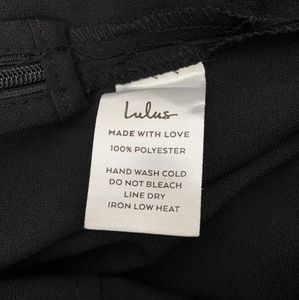 Lulus
MADE WITH LOVE
100% POLYESTER
HAND WASH COLD
DO NOT BLEACH
LINE DRY
IRON LOW HEAT